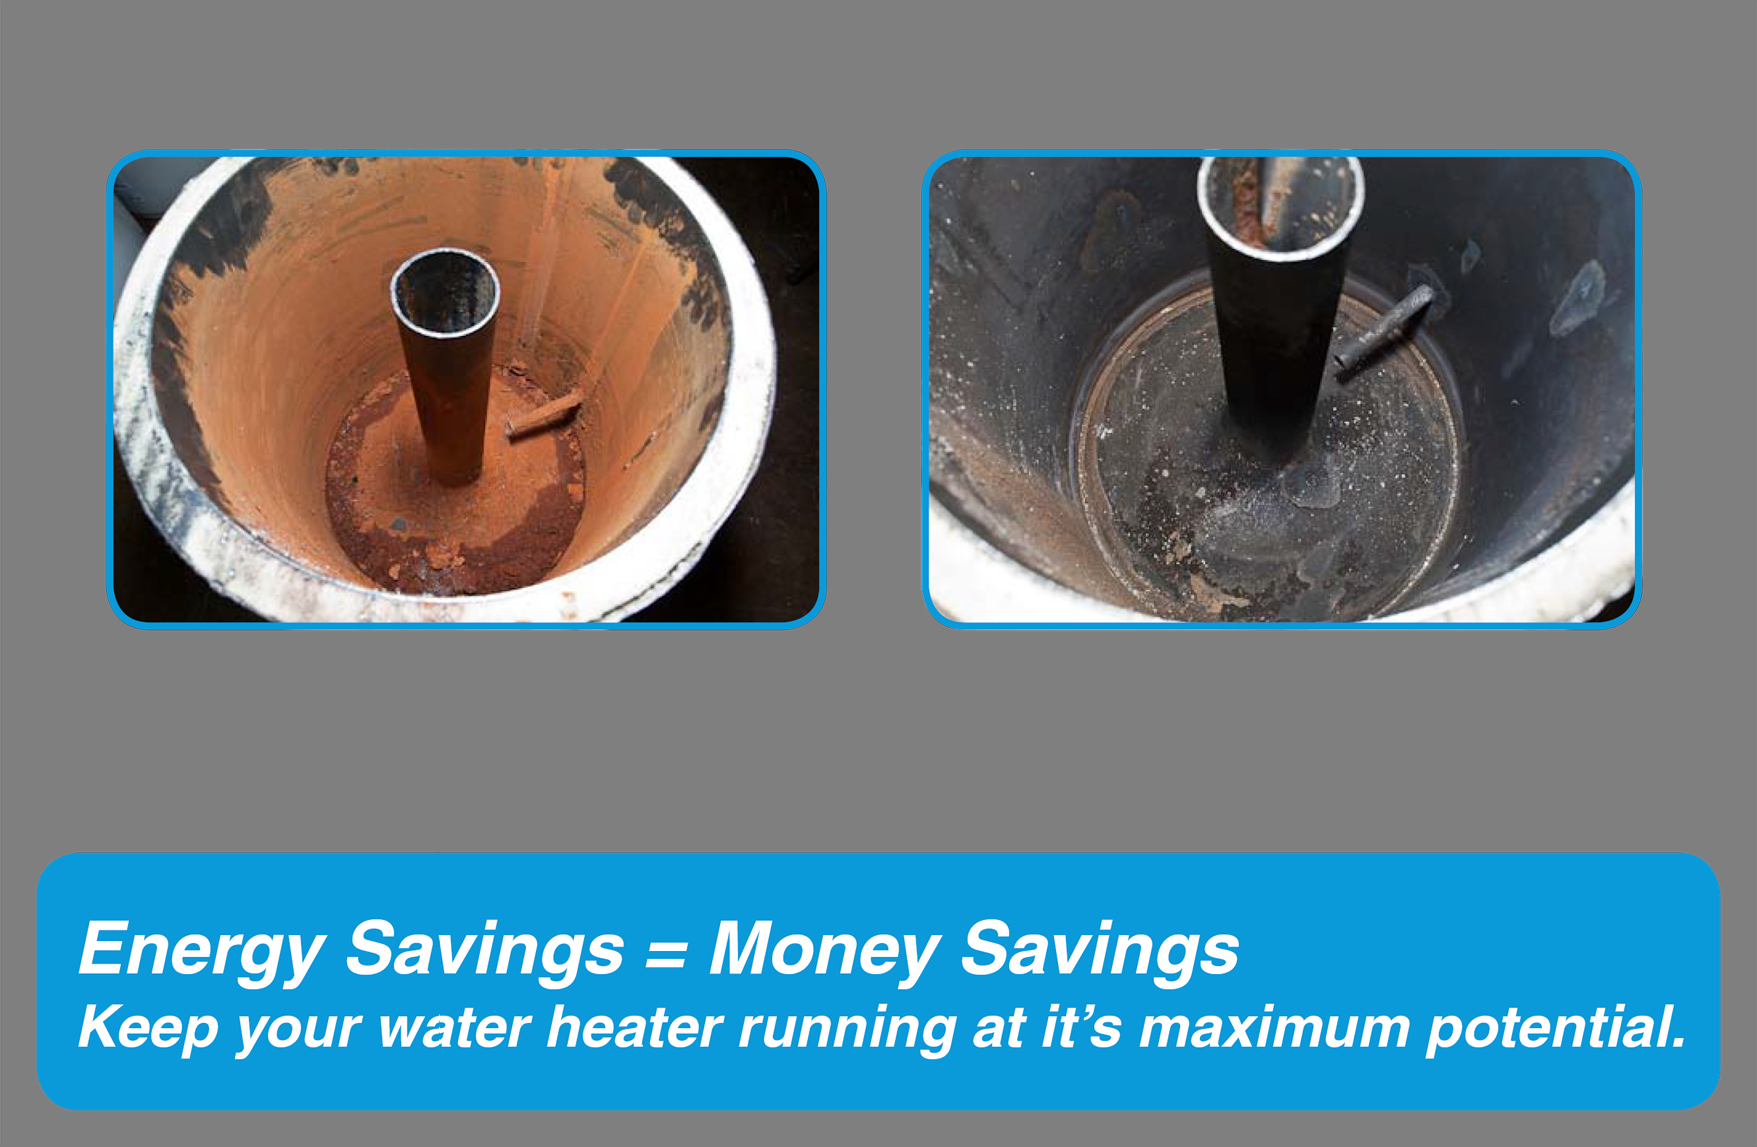 Energy Savings = Money Savings
Keep your water heater running at it’s maximum potential.